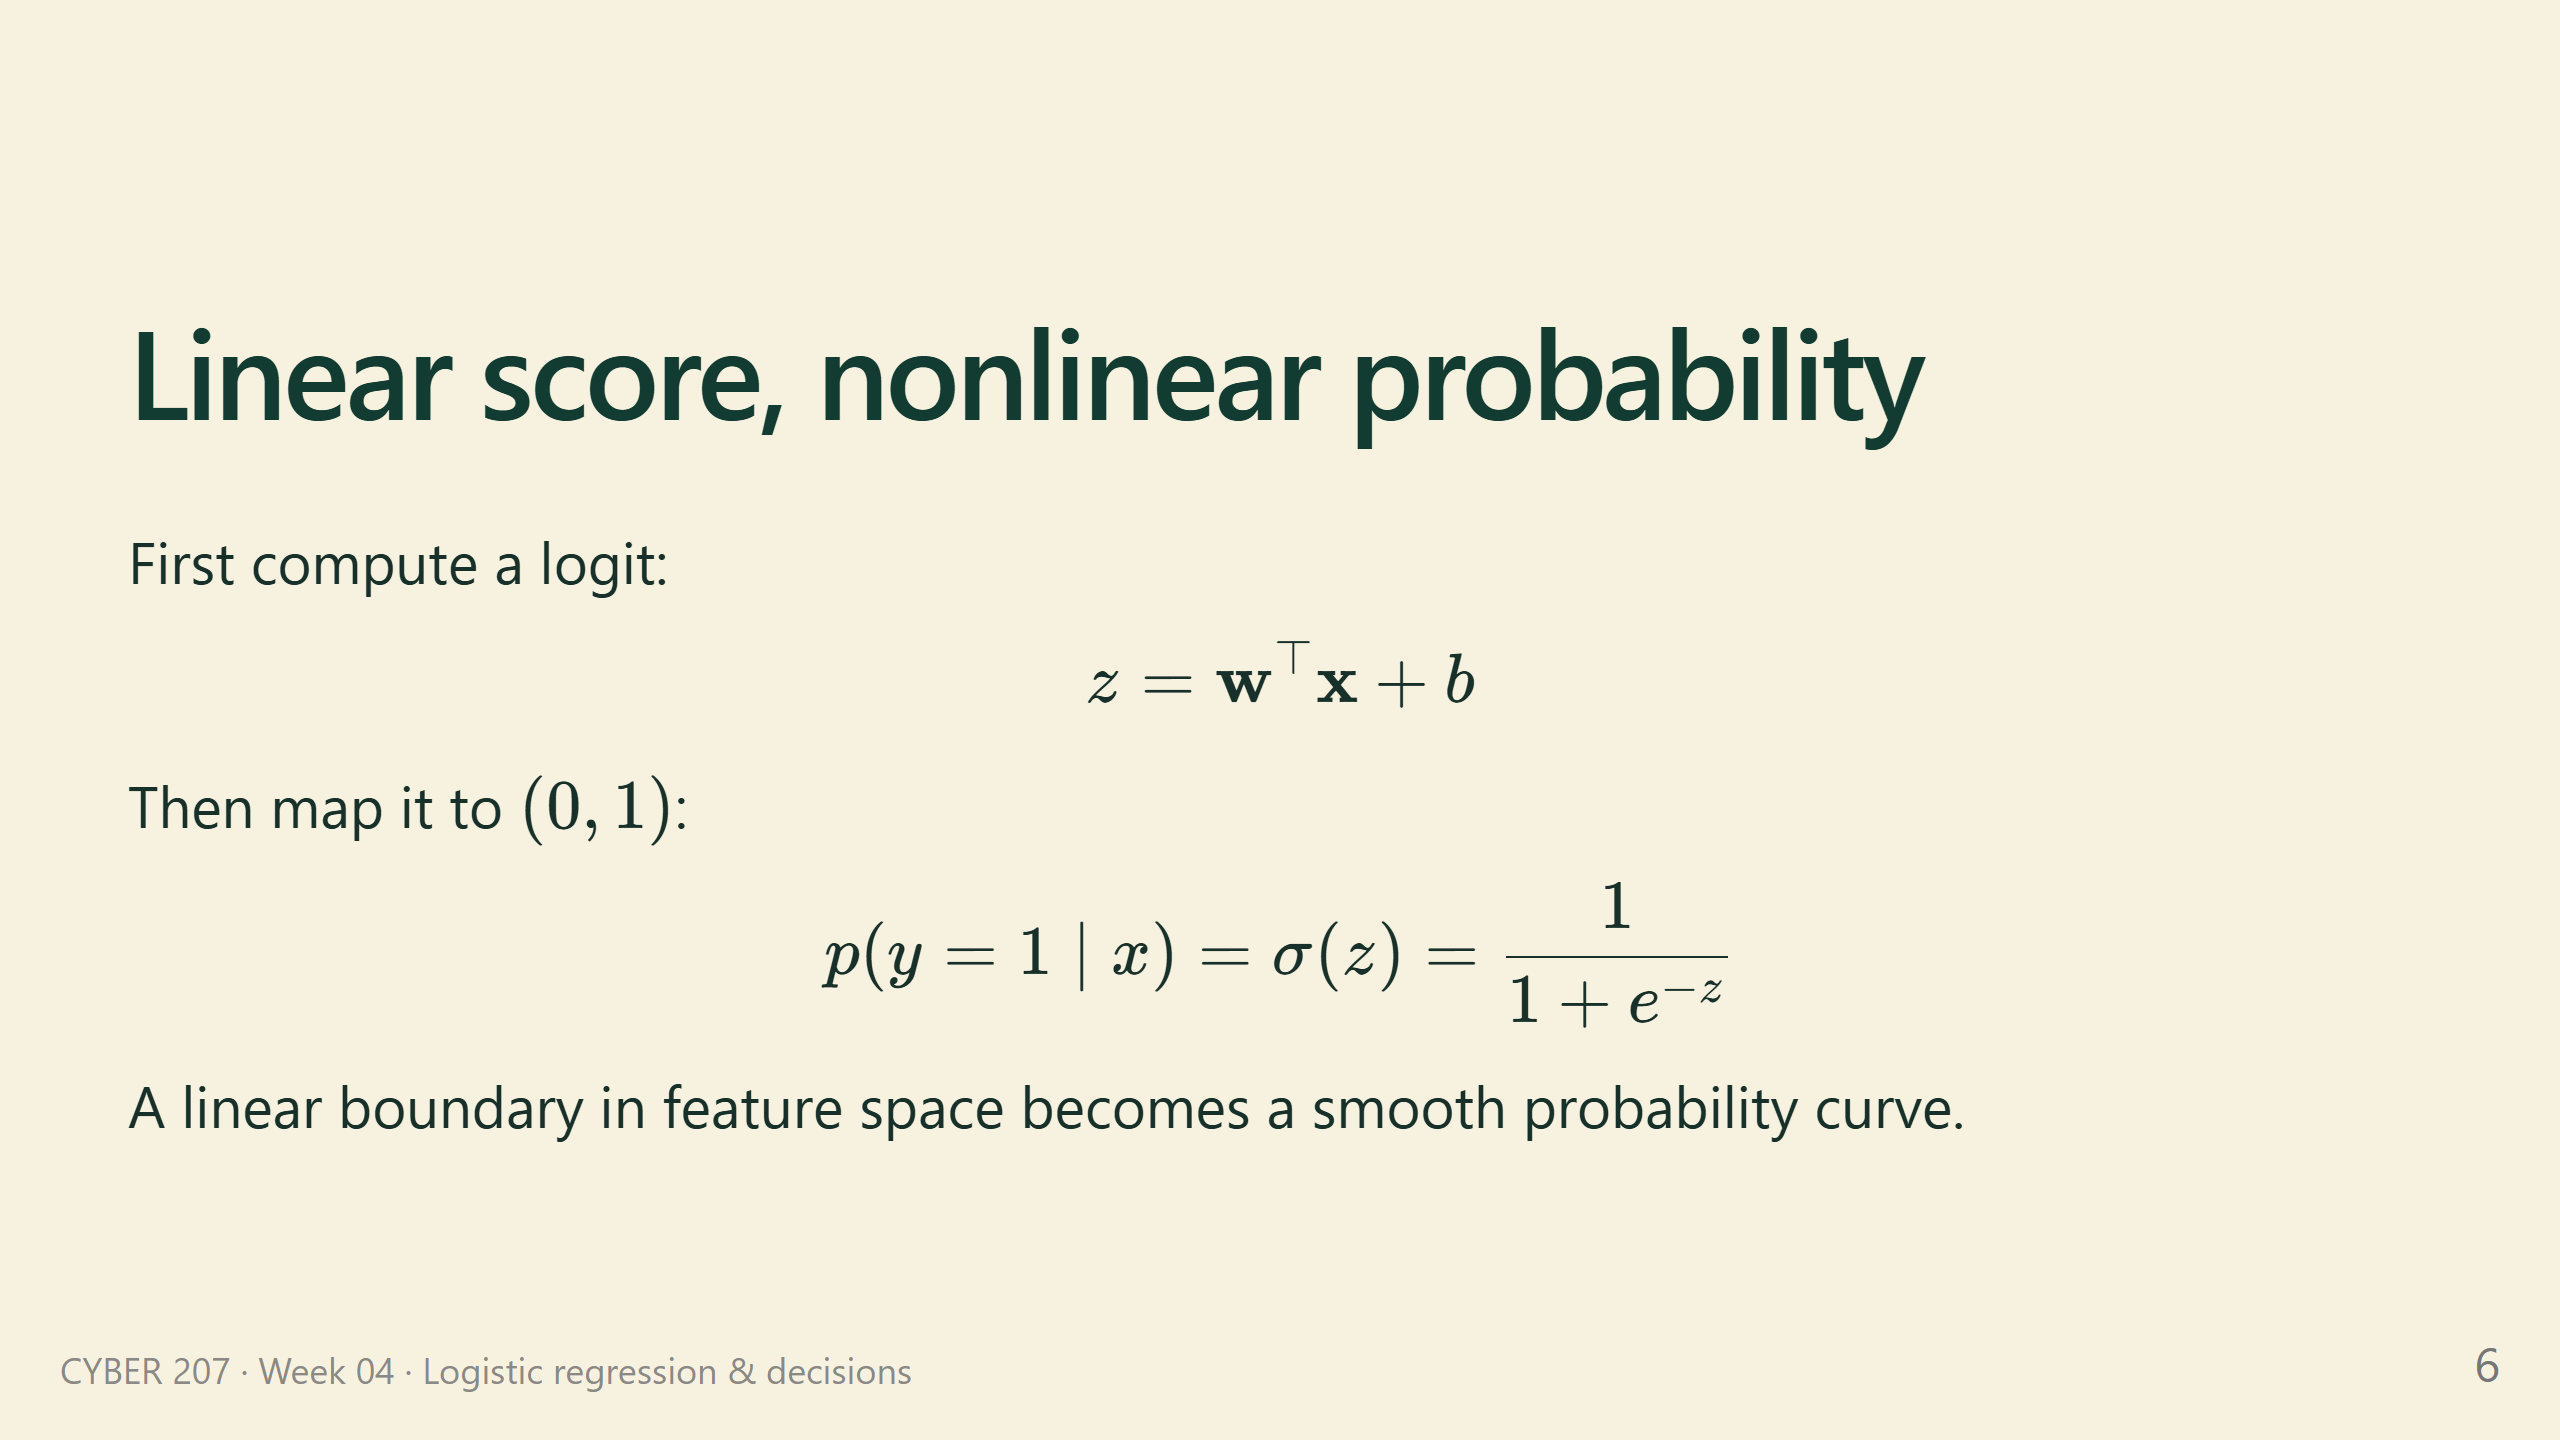 Linear score, nonlinear probability
First compute a logit:
z = w⊤x + b
Then map it to (0, 1):
p(y = 1 | x) = σ(z) = 1 / (1 + e^−z)
A linear boundary in feature space becomes a smooth probability curve.
CYBER 207 · Week 04 · Logistic regression & decisions
6